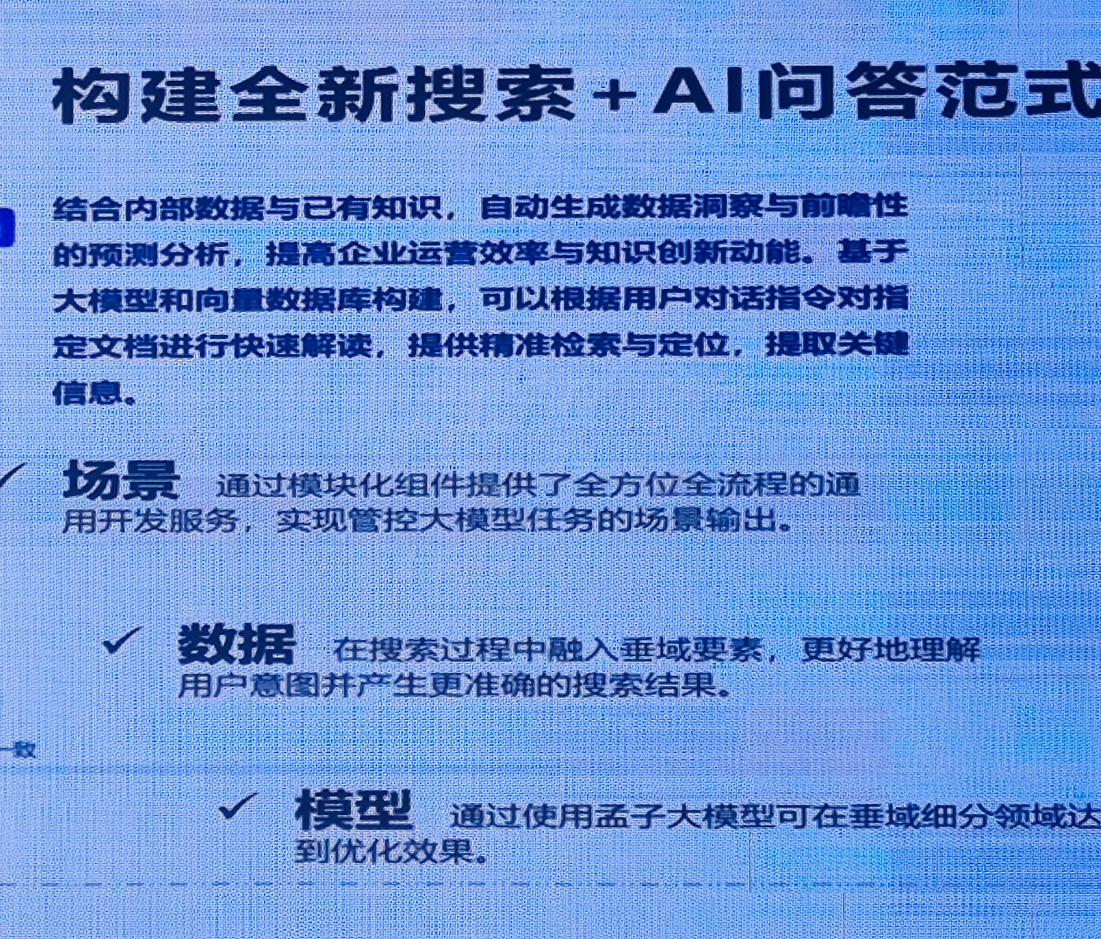 构建全新搜索+AI问答范式
结合内部数据与已有知识，自动生成数据洞察与前瞻性
的预测分析，提高企业运营效率与知识创新动能。基于
大模型和向量数据库构建，可以根据用户对话指令对指
定文档进行快速解读，提供精准检索与定位，提取关键
信息。
场景 通过模块化组件提供了全方位全流程的通
用开发服务，实现管控大模型任务的场景输出。
数据 在搜索过程中融入垂域要素，更好地理解
用户意图并产生更准确的搜索结果。
一致
模型 通过使用孟子大模型可在垂域细分领域达
到优化效果。